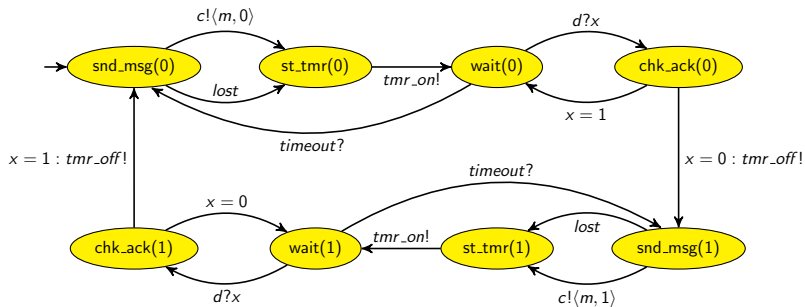 c!⟨m, 0⟩
d?x
snd_msg(0)
st_tmr(0)
tmr_on!
wait(0)
chk_ack(0)
lost
x = 1
timeout?
x = 1 : tmr_off!
x = 0 : tmr_off!
timeout?
x = 0
lost
chk_ack(1)
wait(1)
tmr_on!
st_tmr(1)
snd_msg(1)
d?x
c!⟨m, 1⟩